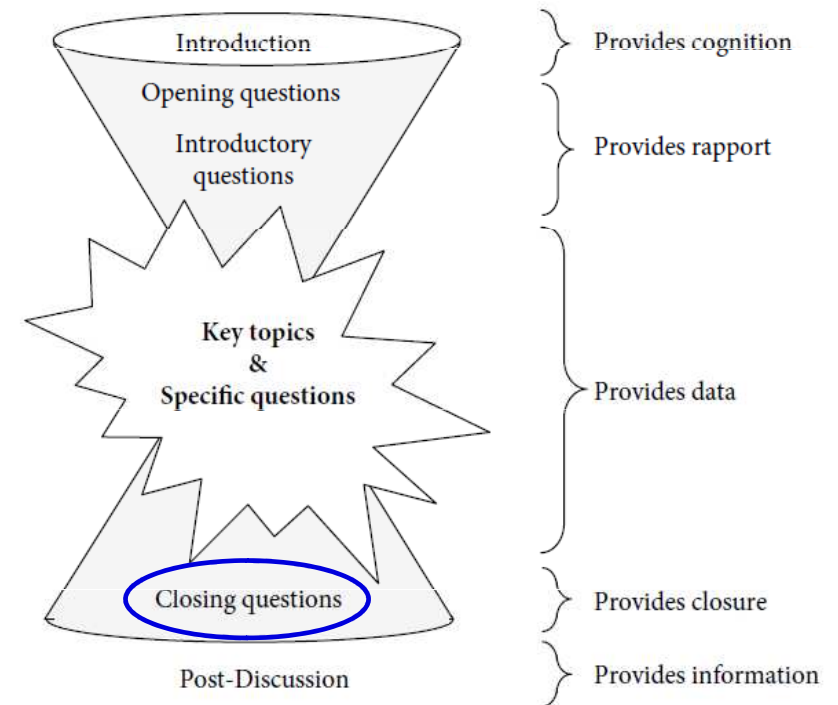 Introduction
Provides cognition
Opening questions
Introductory
questions
Provides rapport
Key topics
&
Specific questions
Provides data
Closing questions
Provides closure
Post-Discussion
Provides information